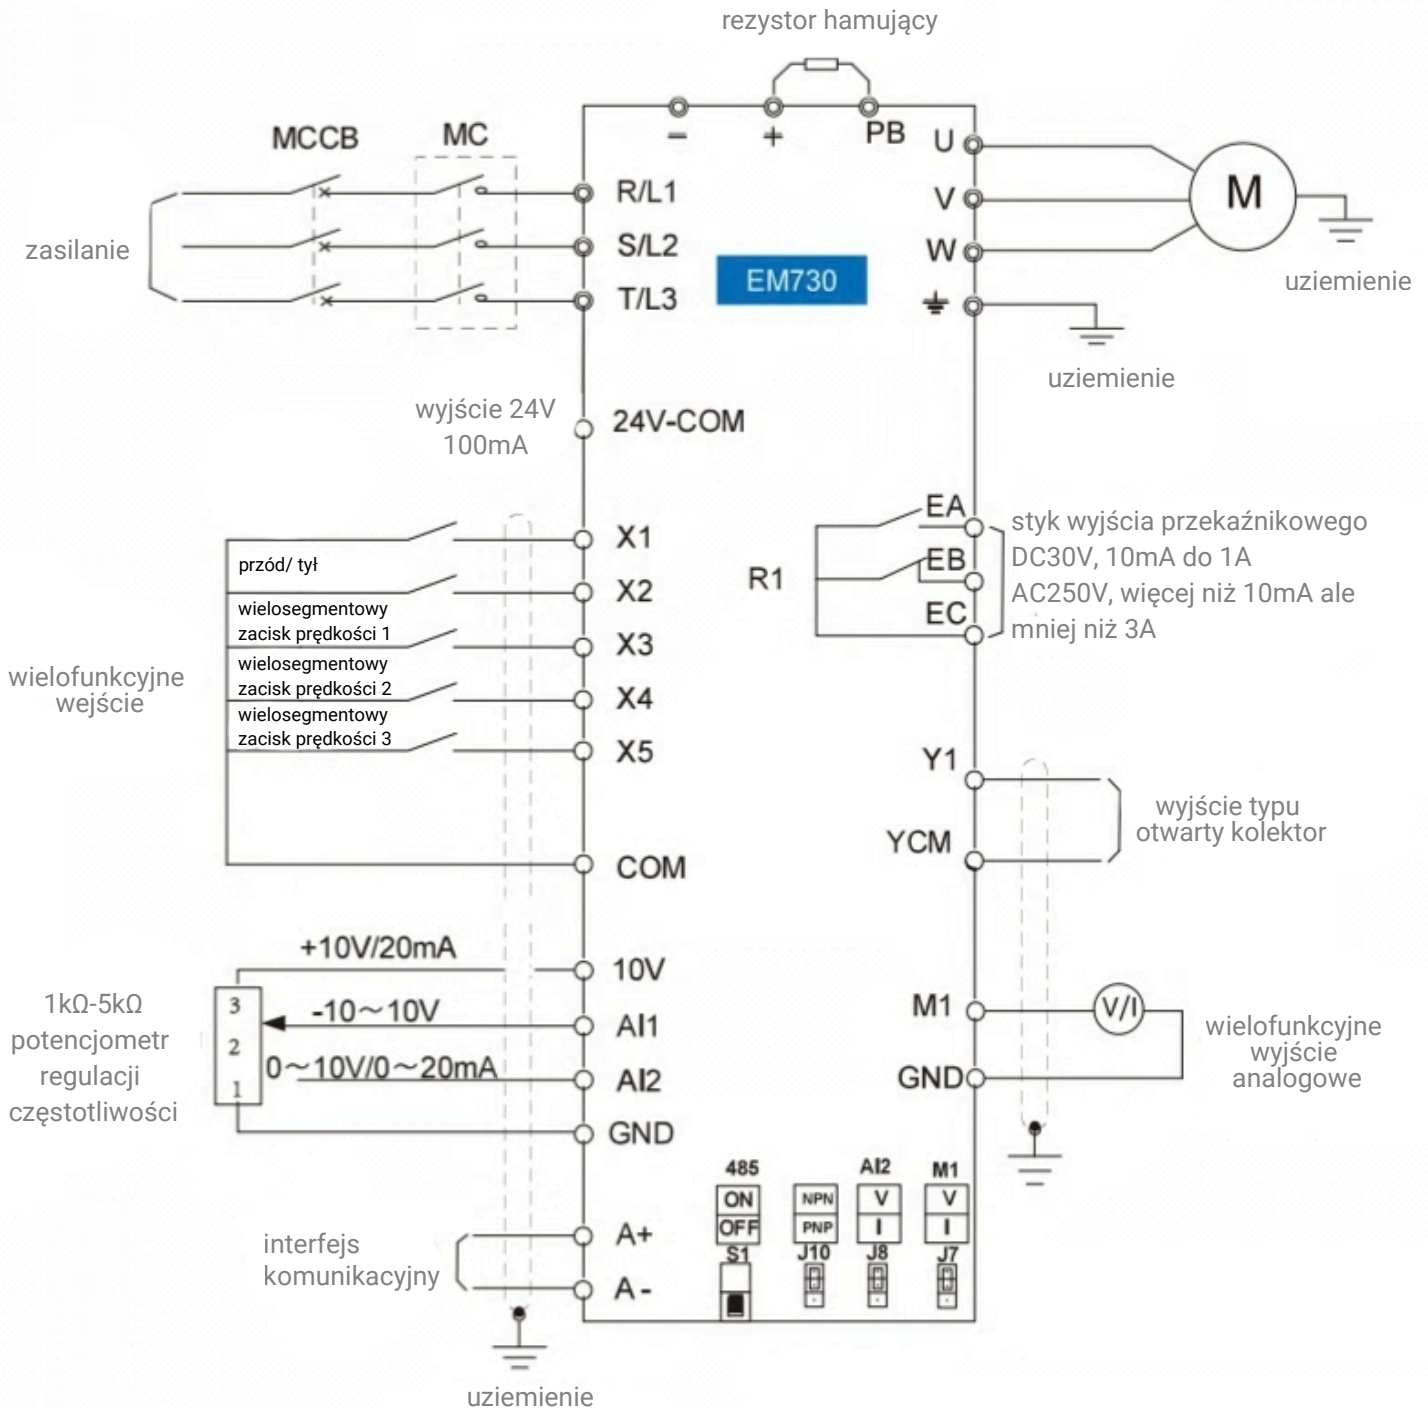 rezystor hamujący
MCCB
MC
zasilanie
R/L1
S/L2
T/L3
−
+
PB
U
V
W
M
EM730
uziemienie
uziemienie
wyjście 24V
100mA
24V-COM
wielofunkcyjne
wejście
przód/ tył
wielosegmentowy
zacisk prędkości 1
wielosegmentowy
zacisk prędkości 2
wielosegmentowy
zacisk prędkości 3
X1
X2
X3
X4
X5
COM
R1
EA
EB
EC
styk wyjścia przekaźnikowego
DC30V, 10mA do 1A
AC250V, więcej niż 10mA ale
mniej niż 3A
Y1
YCM
wyjście typu
otwarty kolektor
1kΩ-5kΩ
potencjometr
regulacji
częstotliwości
3
2
1
+10V/20mA
-10～10V
0～10V/0～20mA
10V
AI1
AI2
GND
M1
GND
V/I
wielofunkcyjne
wyjście
analogowe
interfejs
komunikacyjny
A+
A-
uziemienie
485
ON
OFF
S1
NPN
PNP
J10
AI2
V
I
J8
M1
V
I
J7